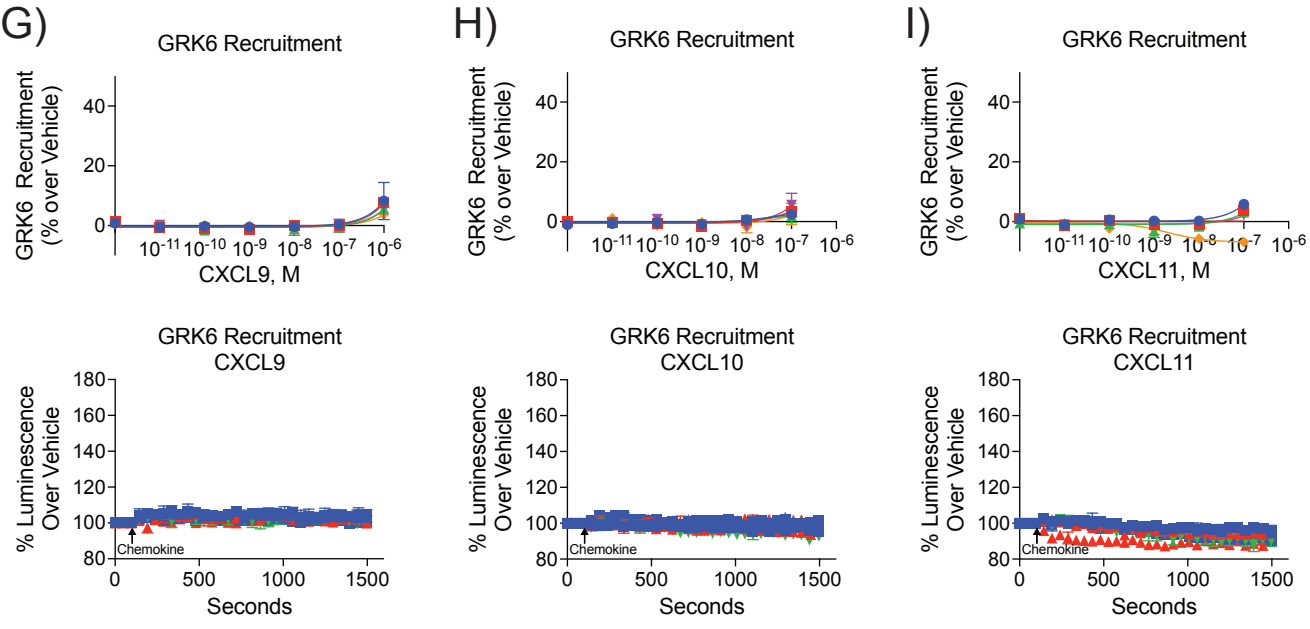 G)
GRK6 Recruitment
GRK6 Recruitment
(% over Vehicle)
40
20
0
10⁻¹¹ 10⁻¹⁰ 10⁻⁹ 10⁻⁸ 10⁻⁷ 10⁻⁶
CXCL9, M
H)
GRK6 Recruitment
GRK6 Recruitment
(% over Vehicle)
40
20
0
10⁻¹¹ 10⁻¹⁰ 10⁻⁹ 10⁻⁸ 10⁻⁷ 10⁻⁶
CXCL10, M
I)
GRK6 Recruitment
GRK6 Recruitment
(% over Vehicle)
40
20
0
10⁻¹¹ 10⁻¹⁰ 10⁻⁹ 10⁻⁸ 10⁻⁷ 10⁻⁶
CXCL11, M
GRK6 Recruitment
CXCL9
% Luminescence
Over Vehicle
180
160
140
120
100
80
Chemokine
0 500 1000 1500
Seconds
GRK6 Recruitment
CXCL10
% Luminescence
Over Vehicle
180
160
140
120
100
80
Chemokine
0 500 1000 1500
Seconds
GRK6 Recruitment
CXCL11
% Luminescence
Over Vehicle
180
160
140
120
100
80
Chemokine
0 500 1000 1500
Seconds